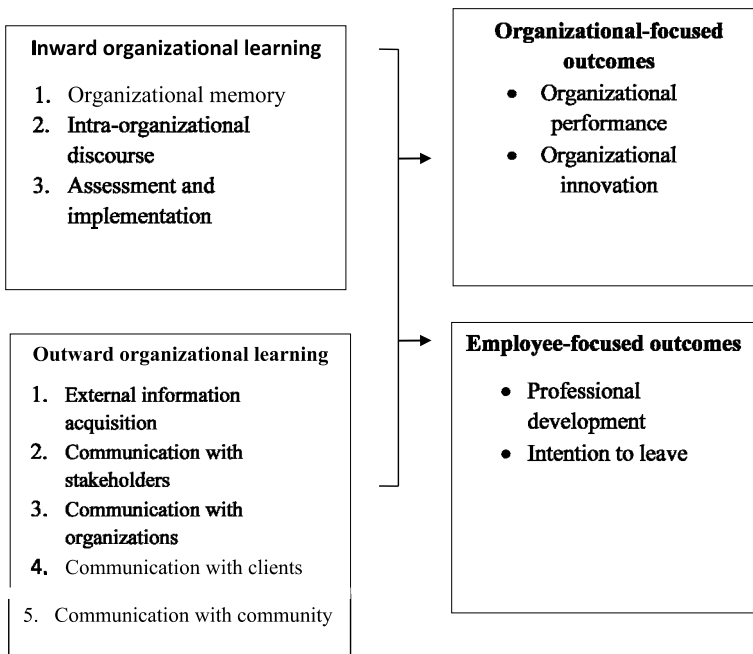 Inward organizational learning
1. Organizational memory
2. Intra-organizational
discourse
3. Assessment and
implementation
Outward organizational learning
1. External information
acquisition
2. Communication with
stakeholders
3. Communication with
organizations
4. Communication with clients
5. Communication with community
Organizational-focused
outcomes
• Organizational
performance
• Organizational
innovation
Employee-focused outcomes
• Professional
development
• Intention to leave